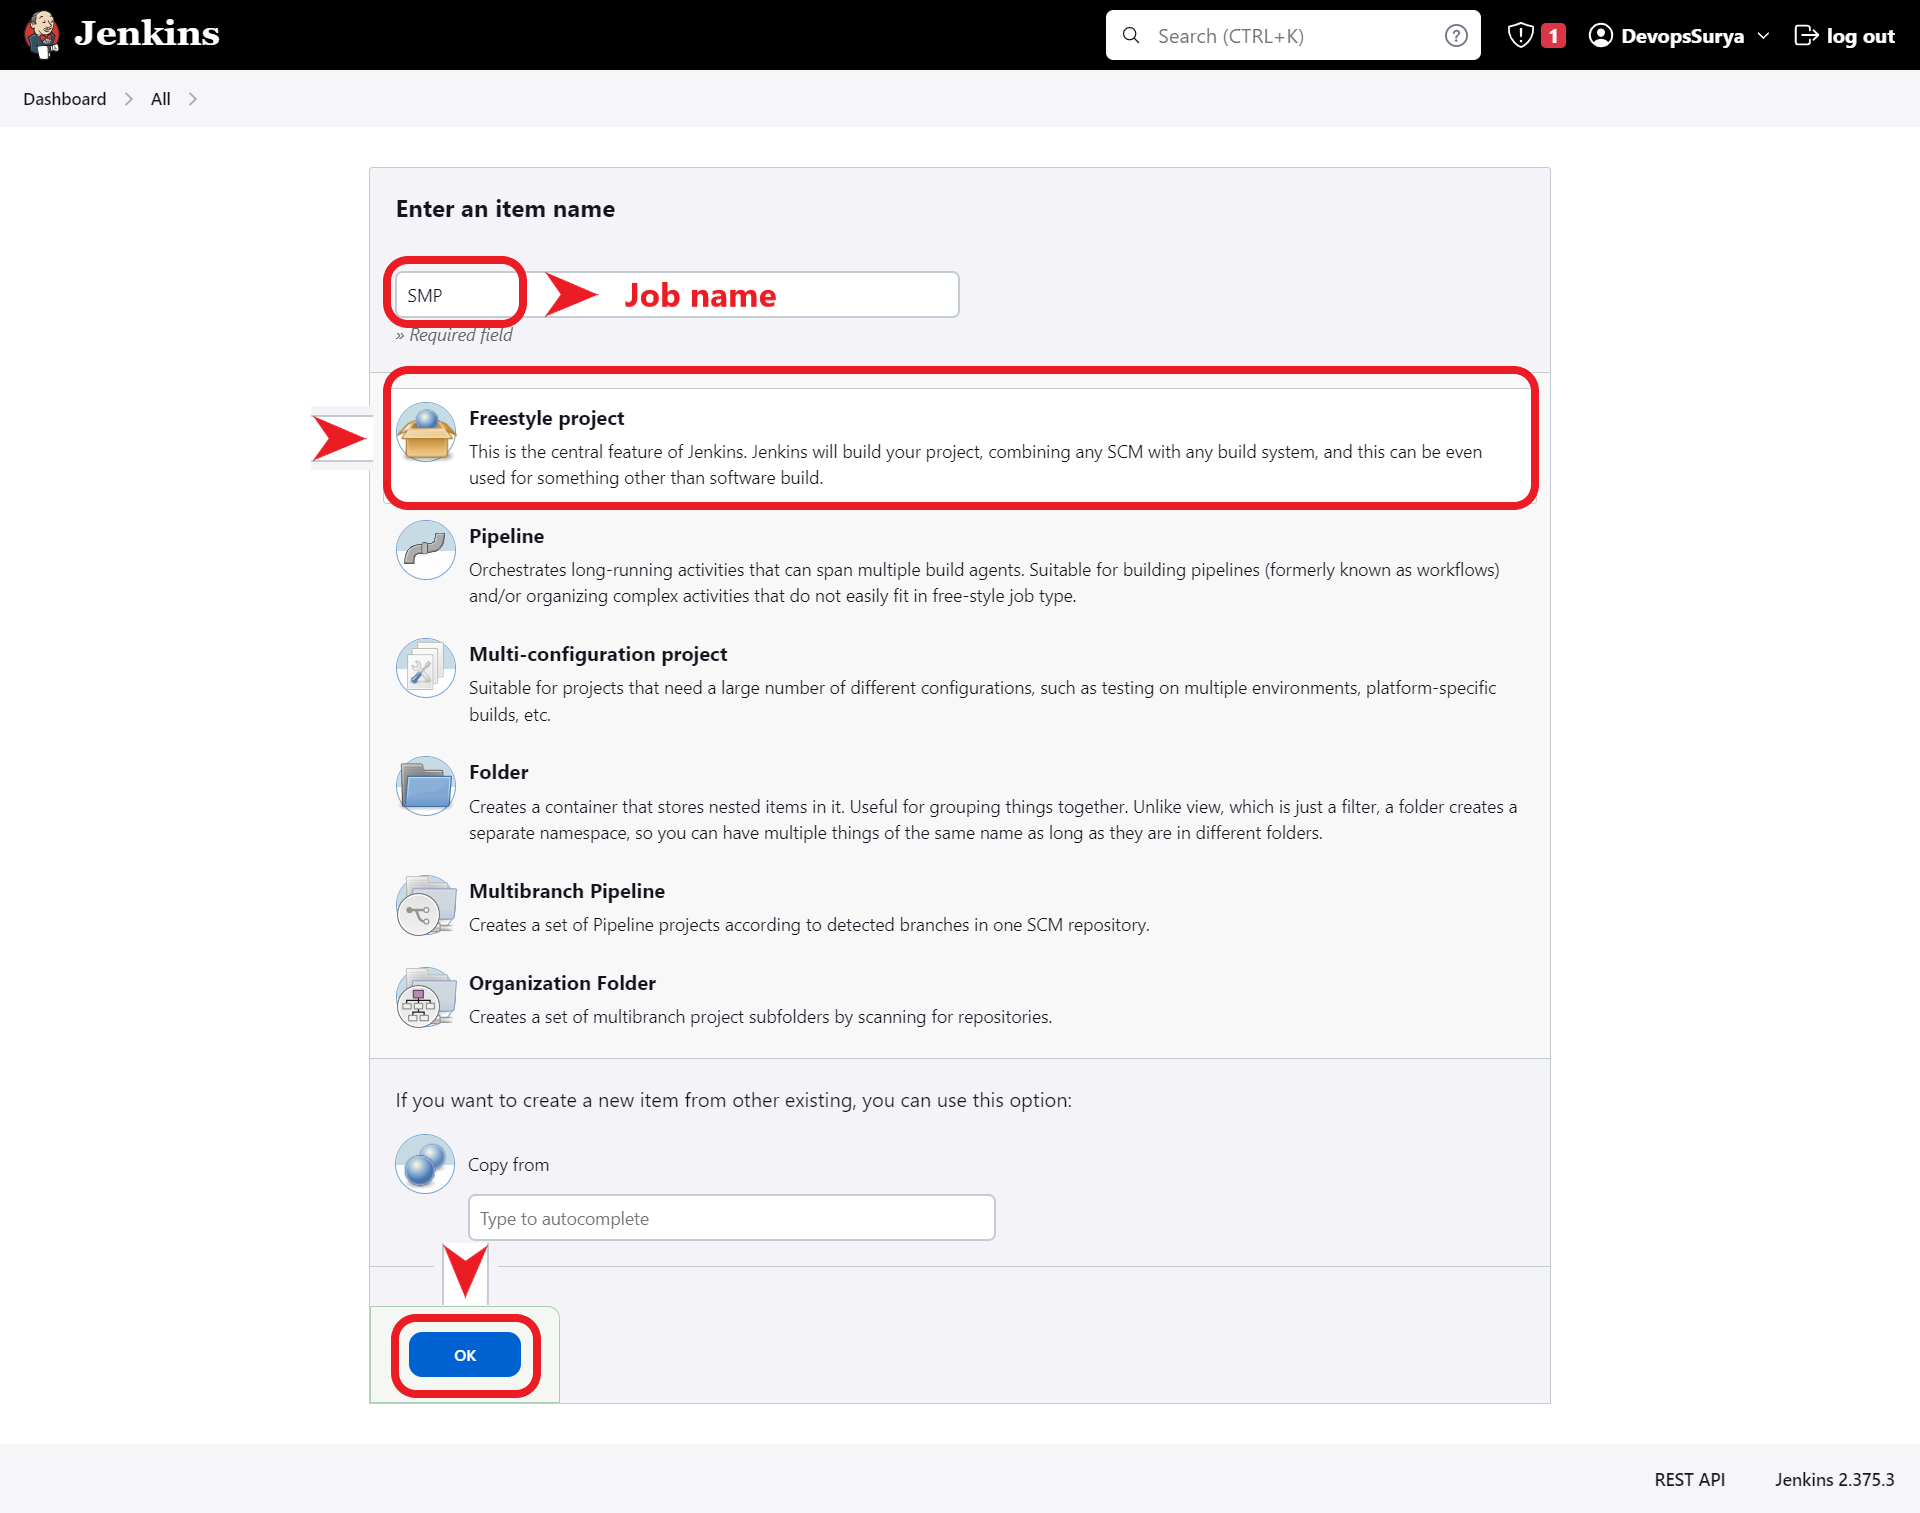 Jenkins
Search (CTRL+K)
1
DevopsSurya
log out
Dashboard
All
Enter an item name
SMP
Job name
» Required field
Freestyle project
This is the central feature of Jenkins. Jenkins will build your project, combining any SCM with any build system, and this can be even
used for something other than software build.
Pipeline
Orchestrates long-running activities that can span multiple build agents. Suitable for building pipelines (formerly known as workflows)
and/or organizing complex activities that do not easily fit in free-style job type.
Multi-configuration project
Suitable for projects that need a large number of different configurations, such as testing on multiple environments, platform-specific
builds, etc.
Folder
Creates a container that stores nested items in it. Useful for grouping things together. Unlike view, which is just a filter, a folder creates a
separate namespace, so you can have multiple things of the same name as long as they are in different folders.
Multibranch Pipeline
Creates a set of Pipeline projects according to detected branches in one SCM repository.
Organization Folder
Creates a set of multibranch project subfolders by scanning for repositories.
If you want to create a new item from other existing, you can use this option:
Copy from
Type to autocomplete
OK
REST API
Jenkins 2.375.3